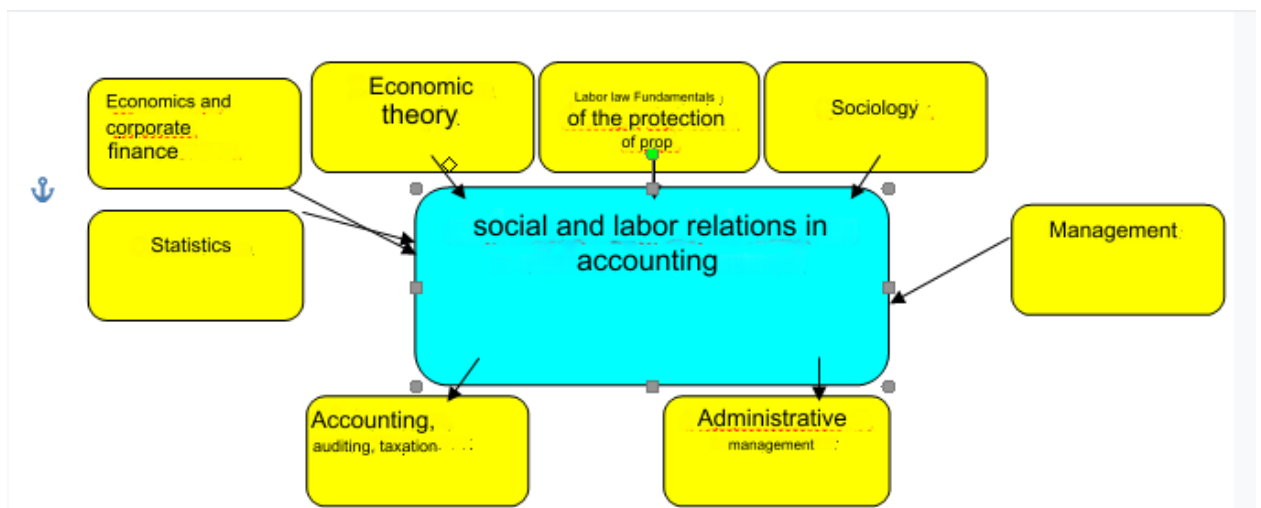 Economics and
corporate
finance
Economic
theory
Labor law Fundamentals
of the protection
of prop
Sociology
Statistics
social and labor relations in
accounting
Management
Accounting,
auditing, taxation
Administrative
management